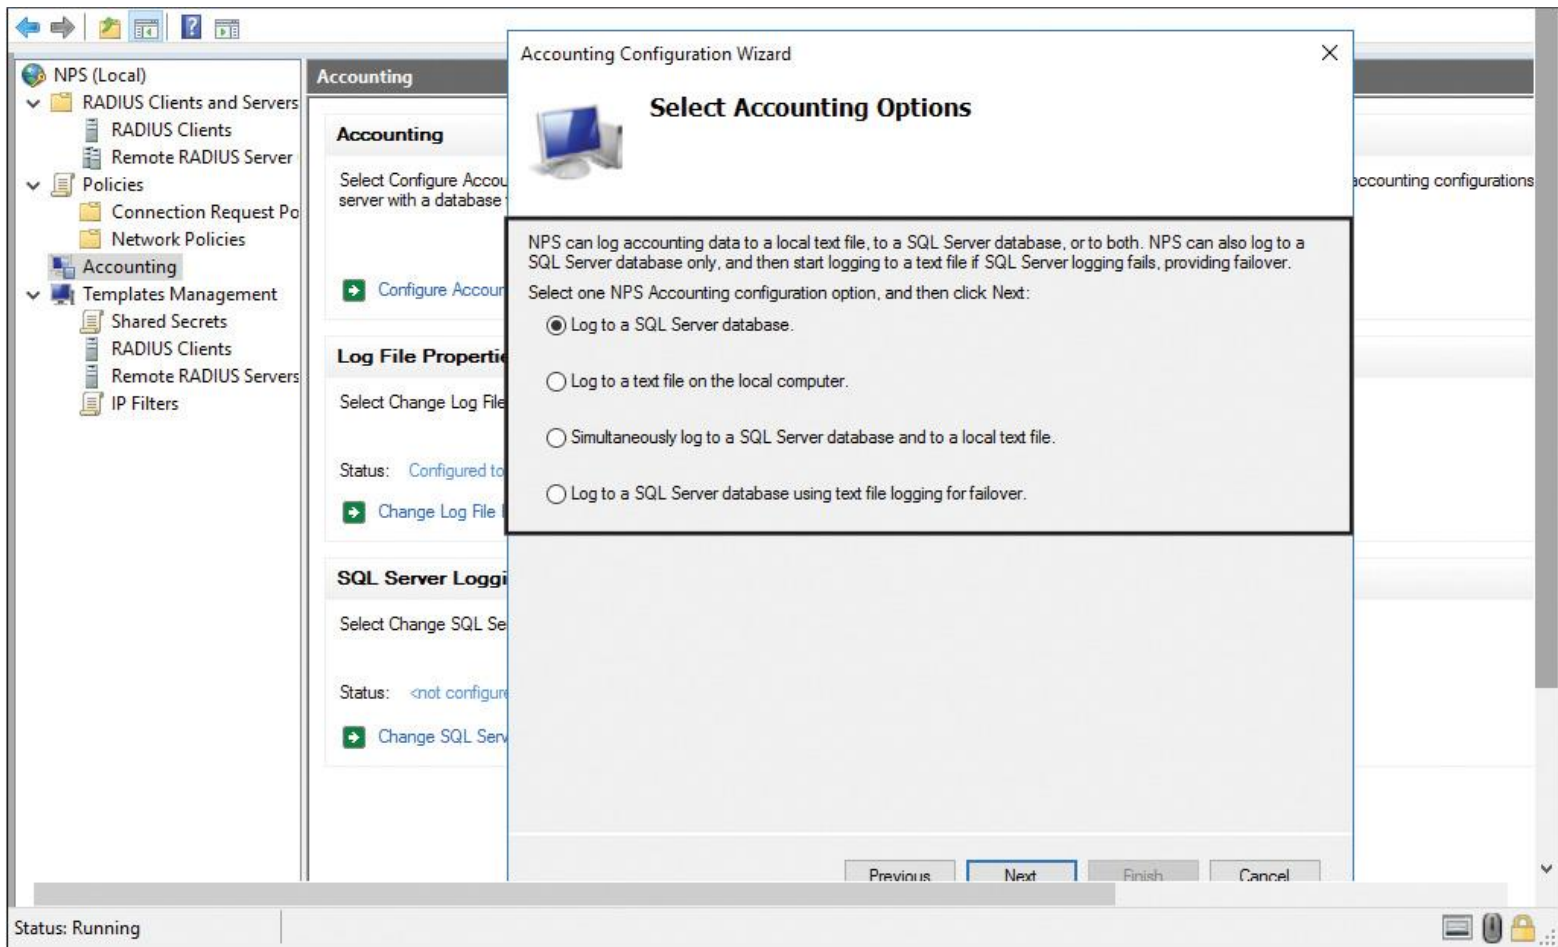 NPS (Local)
RADIUS Clients and Servers
RADIUS Clients
Remote RADIUS Server
Policies
Connection Request Po
Network Policies
Accounting
Templates Management
Shared Secrets
RADIUS Clients
Remote RADIUS Servers
IP Filters
Accounting
Accounting
Select Configure Accou
server with a database
Configure Accour
Log File Propertie
Select Change Log File
Status: Configured to
Change Log File
SQL Server Loggi
Select Change SQL Se
Status: <not configure
Change SQL Serv
accounting configurations
Accounting Configuration Wizard
Select Accounting Options
NPS can log accounting data to a local text file, to a SQL Server database, or to both. NPS can also log to a
SQL Server database only, and then start logging to a text file if SQL Server logging fails, providing failover.
Select one NPS Accounting configuration option, and then click Next:
Log to a SQL Server database.
Log to a text file on the local computer.
Simultaneously log to a SQL Server database and to a local text file.
Log to a SQL Server database using text file logging for failover.
Previous Next Finish Cancel
Status: Running